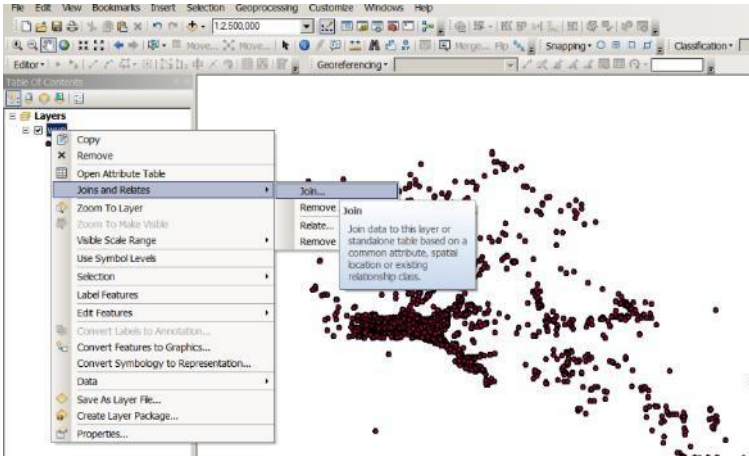 File Edit View Bookmarks Insert Selection Geoprocessing Customize Windows Help
1:2,500,000
Move... Move... Merge... Snapping Classification
Editor Georeferencing
Table Of Contents
Layers
Copy
Remove
Open Attribute Table
Joins and Relates
Join...
Zoom To Layer
Remove
Join
Zoom To Make Visible
Relate...
Join data to this layer or
Visible Scale Range
Remove
standalone table based on a
common attribute, spatial
Use Symbol Levels
location or existing
Selection
relationship class.
Label Features
Edit Features
Convert Labels to Annotation...
Convert Features to Graphics...
Convert Symbology to Representation...
Data
Save As Layer File...
Create Layer Package...
Properties...